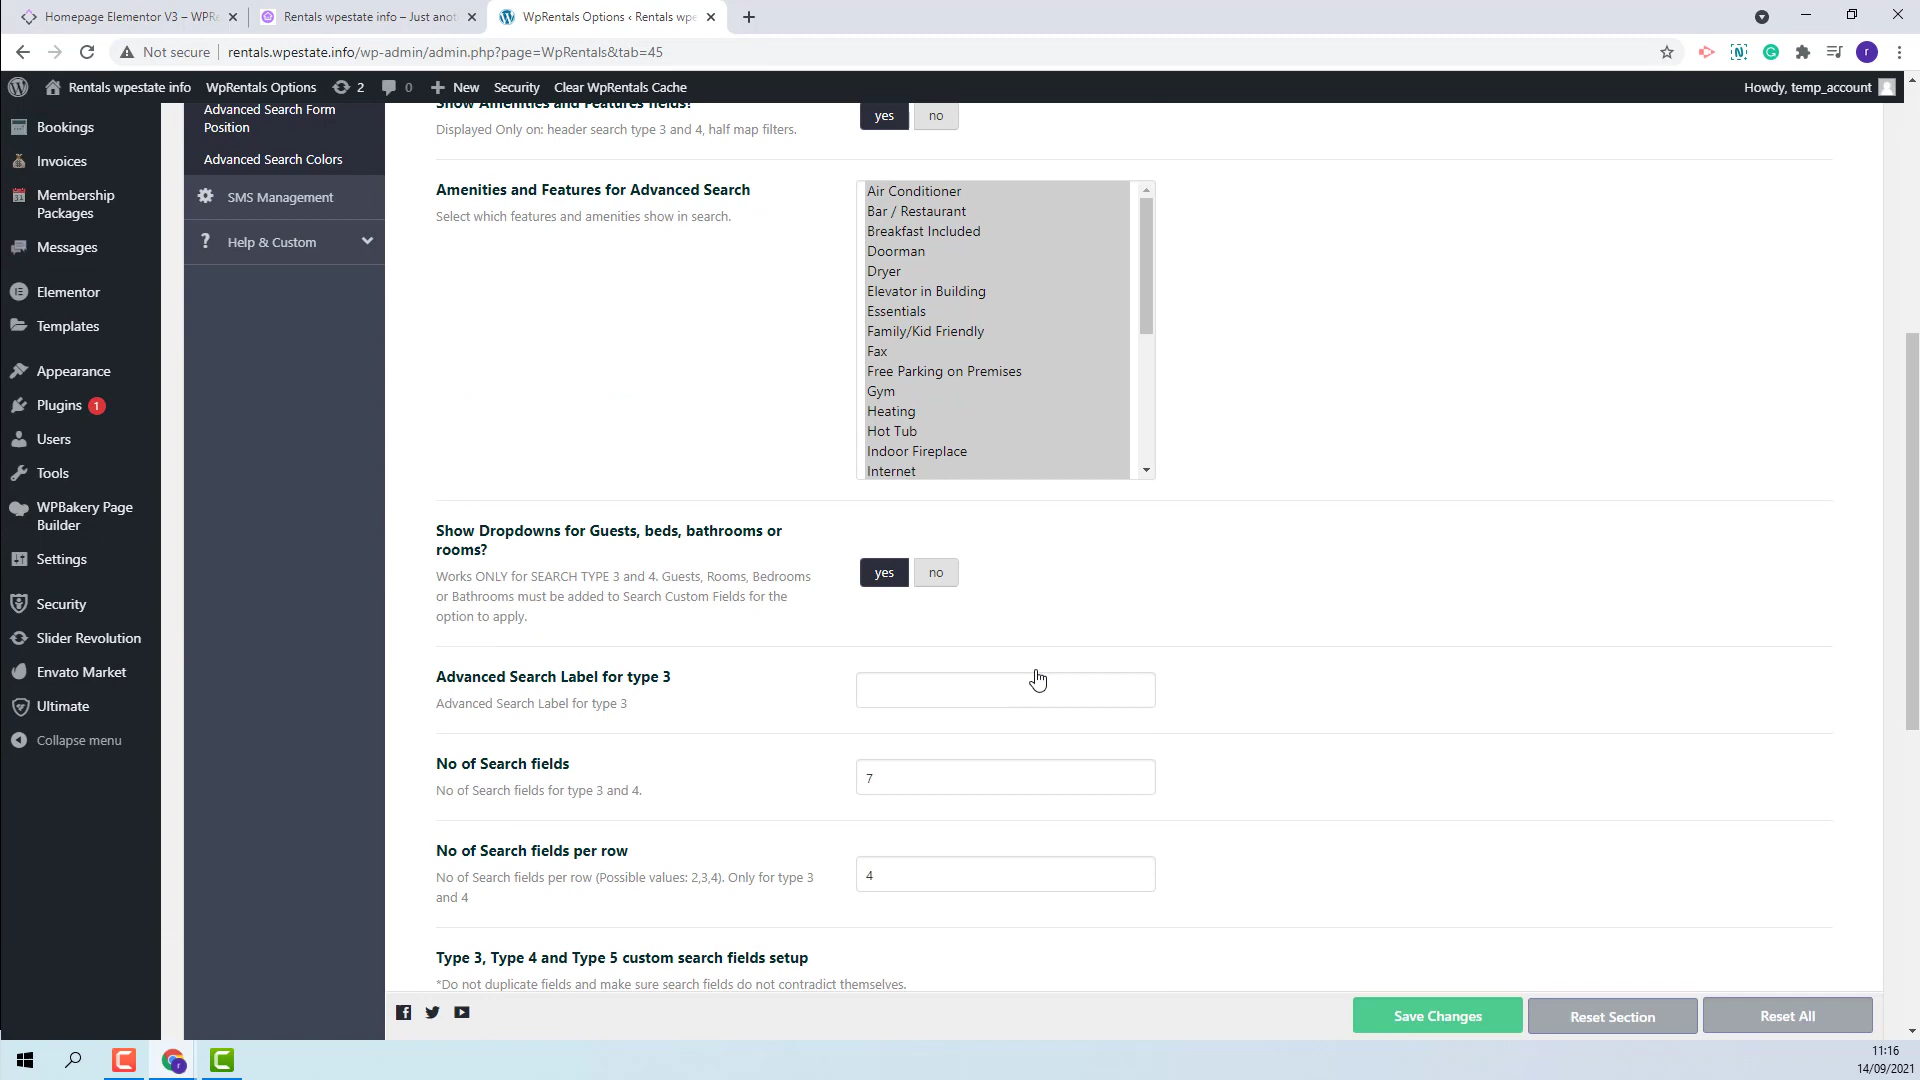 Homepage Elementor V3 – WPRe
Rentals wpestate info – Just anot
WpRentals Options ‹ Rentals wpe
Not secure
rentals.wpestate.info/wp-admin/admin.php?page=WpRentals&tab=45
r
Rentals wpestate info
WpRentals Options
2
0
New
Security
Clear WpRentals Cache
Howdy, temp_account
Bookings
Invoices
Membership
Packages
Messages
Elementor
Templates
Appearance
Plugins 1
Users
Tools
WPBakery Page
Builder
Settings
Security
Slider Revolution
Envato Market
Ultimate
Collapse menu
Advanced Search Form
Position
Advanced Search Colors
SMS Management
Help & Custom
Show Amenities and Features fields?
Displayed Only on: header search type 3 and 4, half map filters.
yes no
Amenities and Features for Advanced Search
Select which features and amenities show in search.
Air Conditioner
Bar / Restaurant
Breakfast Included
Doorman
Dryer
Elevator in Building
Essentials
Family/Kid Friendly
Fax
Free Parking on Premises
Gym
Heating
Hot Tub
Indoor Fireplace
Internet
Show Dropdowns for Guests, beds, bathrooms or
rooms?
Works ONLY for SEARCH TYPE 3 and 4. Guests, Rooms, Bedrooms
or Bathrooms must be added to Search Custom Fields for the
option to apply.
yes no
Advanced Search Label for type 3
Advanced Search Label for type 3
No of Search fields
No of Search fields for type 3 and 4.
7
No of Search fields per row
No of Search fields per row (Possible values: 2,3,4). Only for type 3
and 4
4
Type 3, Type 4 and Type 5 custom search fields setup
*Do not duplicate fields and make sure search fields do not contradict themselves.
Save Changes
Reset Section
Reset All
11:16
14/09/2021